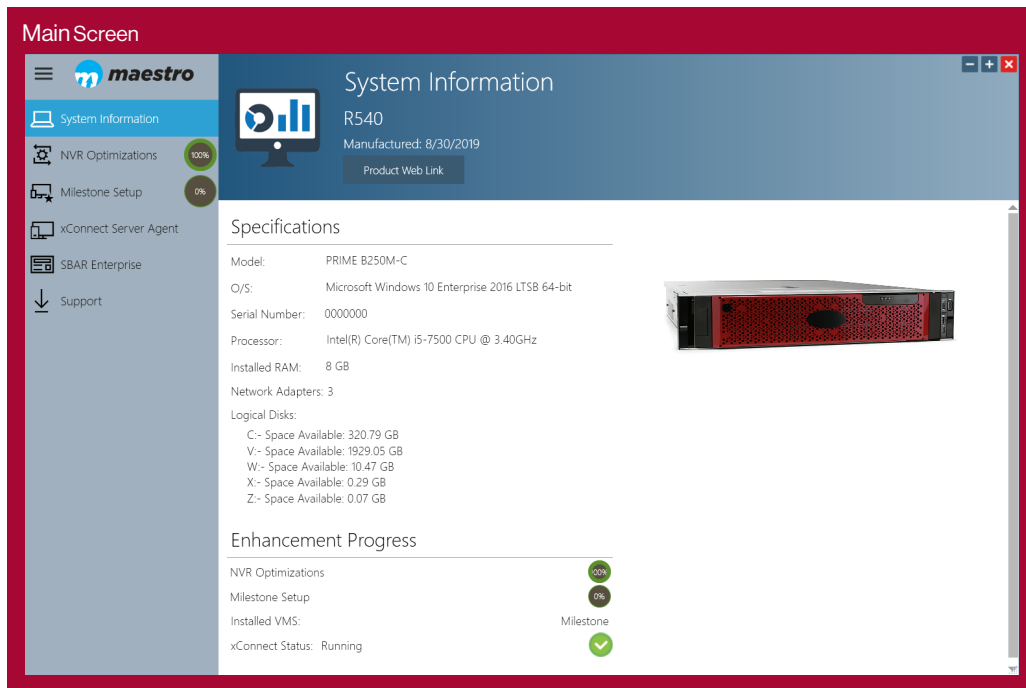 Main Screen
maestro
System Information
NVR Optimizations 100%
Milestone Setup 0%
xConnect Server Agent
SBAR Enterprise
Support
System Information
R540
Manufactured: 8/30/2019
Product Web Link
Specifications
Model: PRIME B250M-C
O/S: Microsoft Windows 10 Enterprise 2016 LTSB 64-bit
Serial Number: 0000000
Processor: Intel(R) Core(TM) i5-7500 CPU @ 3.40GHz
Installed RAM: 8 GB
Network Adapters: 3
Logical Disks:
C:- Space Available: 320.79 GB
V:- Space Available: 1929.05 GB
W:- Space Available: 10.47 GB
X:- Space Available: 0.29 GB
Z:- Space Available: 0.07 GB
Enhancement Progress
NVR Optimizations 100%
Milestone Setup 0%
Installed VMS: Milestone
xConnect Status: Running